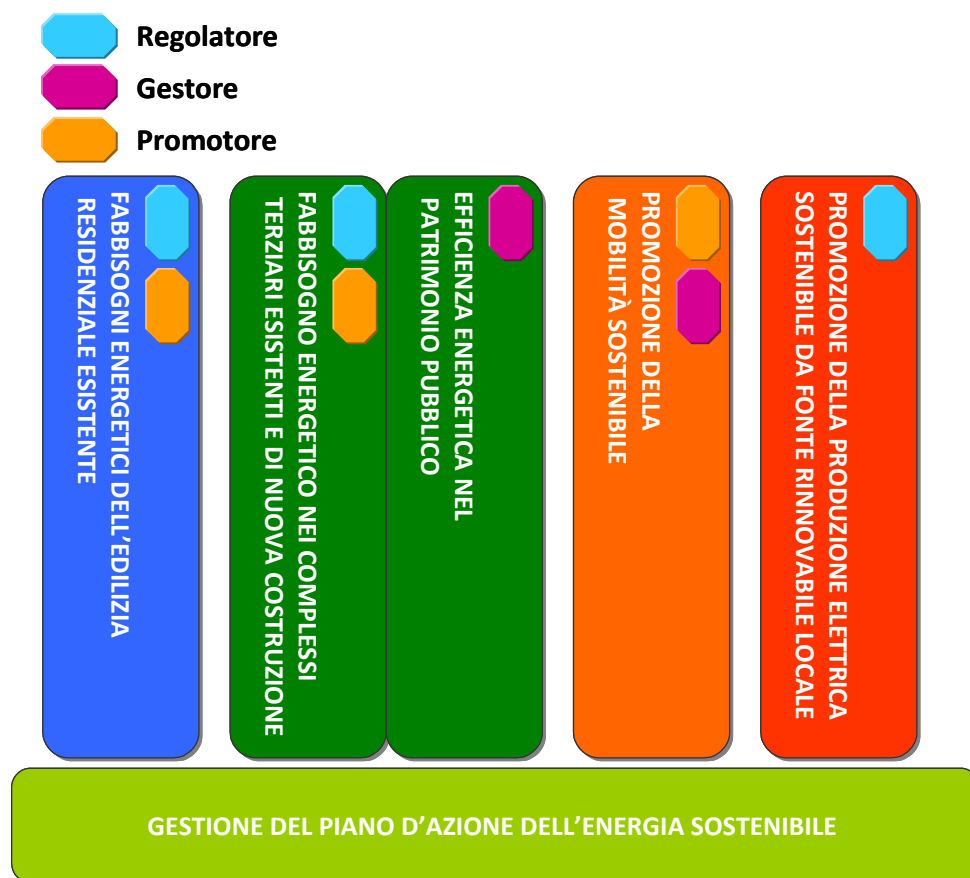 Regolatore
Gestore
Promotore
FABBISOGNI ENERGETICI DELL’EDILIZIA
RESIDENZIALE ESISTENTE
FABBISOGNO ENERGETICO NEI COMPLESSI
TERZIARI ESISTENTI E DI NUOVA COSTRUZIONE
EFFICIENZA ENERGETICA NEL
PATRIMONIO PUBBLICO
PROMOZIONE DELLA
MOBILITÀ SOSTENIBILE
PROMOZIONE DELLA PRODUZIONE ELETTRICA
SOSTENIBILE DA FONTE RINNOVABILE LOCALE
GESTIONE DEL PIANO D’AZIONE DELL’ENERGIA SOSTENIBILE